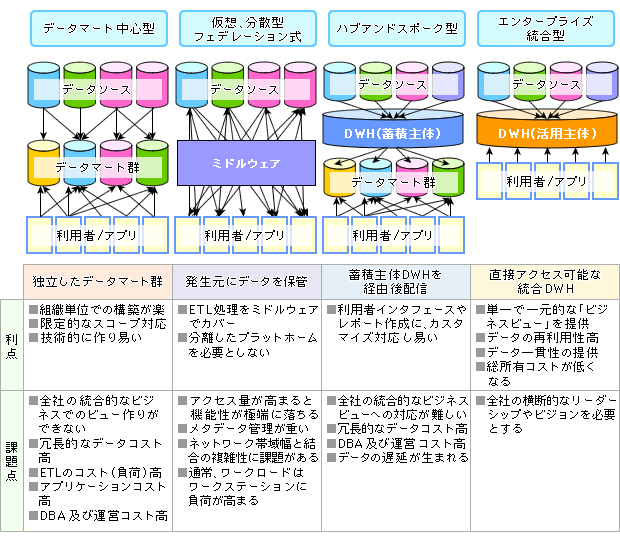 データマート中心型
仮想、分散型
フェデレーション式
ハブアンドスポーク型
エンタープライズ
統合型
データソース
データソース
データソース
データソース
DWH(蓄積主体)
DWH(活用主体)
データマート群
ミドルウェア
データマート群
利用者/アプリ
利用者/アプリ
利用者/アプリ
利用者/アプリ
独立したデータマート群
発生元にデータを保管
蓄積主体DWHを
経由後配信
直接アクセス可能な
統合DWH
利点
■組織単位での構築が楽
■限定的なスコープ対応
■技術的に作り易い
■ETL処理をミドルウェア
でカバー
■分離したプラットホーム
を必要としない
■利用者インタフェースや
レポート作成に、カスタ
マイズ対応し易い
■単一で一元的な「ビジ
ネスビュー」を提供
■データの再利用性高
■データ一貫性の提供
■総所有コストが低く
なる
課題点
■全社の統合的なビジ
ネスでのビュー作りが
できない
■冗長的なデータコスト
高
■ETLのコスト(負荷)高
■アプリケーションコスト
高
■DBA及び運営コスト高
■アクセス量が高まると
機能性が極端に落ちる
■メタデータ管理が重い
■ネットワーク帯域幅と結
合の複雑性に課題がある
■通常、ワークロードは
ワークステーションに
負荷が高まる
■全社の統合的なビジネス
ビューへの対応が難しい
■冗長的なデータコスト高
■DBA及び運営コスト高
■データの遅延が生まれる
■全社の横断的なリーダー
シップやビジョンを必要
とする